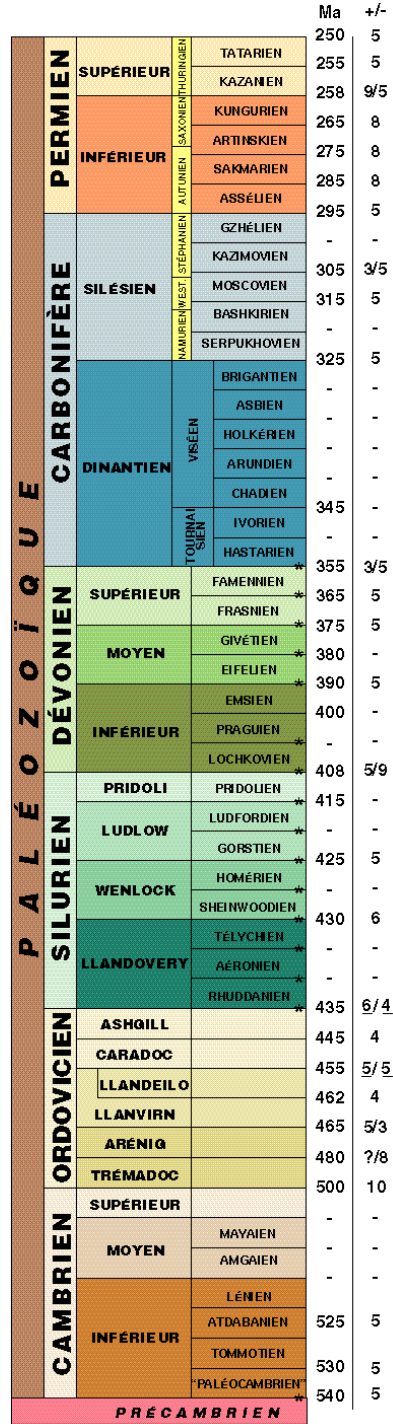 Ma +/-
250 5
TATARIEN
255 5
KAZANIEN
258 9/5
KUNGURIEN
265 8
ARTINSKIEN
275 8
SAKMARIEN
285 8
ASSÉLIEN
295 5
GZHÉLIEN
- -
KAZIMOVIEN
305 3/5
MOSCOVIEN
315 5
BASHKIRIEN
- -
SERPUKHOVIEN
325 5
BRIGANTIEN
- -
ASBIEN
- -
HOLKÉRIEN
- -
ARUNDIEN
- -
CHADIEN
345 -
IVORIEN
- -
HASTARIEN
* 355 3/5
FAMENNIEN
* 365 5
FRASNIEN
* 375 5
GIVÉTIEN
* 380 -
EIFELIEN
* 390 5
EMSIEN
400 -
PRAGUIEN
* - -
LOCHKOVIEN
* 408 5/9
PRIDOLI PRIDOLIEN
* 415 -
LUDFORDIEN
* - -
GORSTIEN
* 425 5
HOMÉRIEN
* - -
SHEINWOODIEN
* 430 6
TÉLYCHIEN
* - -
AÉRONIEN
* - -
RHUDDANIEN
* 435 6/4
ASHGILL
445 4
CARADOC
455 5/5
LLANDEILO
462 4
LLANVIRN
465 5/3
ARÉNIG
480 ?/8
TRÉMADOC
500 10
SUPÉRIEUR
- -
MAYAIEN
- -
AMGAIEN
- -
LÉNIEN
525 5
ATDABANIEN
TOMMOTIEN
530 5
"PALÉOCAMBRIEN"
* 540 5
PRÉCAMBRIEN
PALÉOZOÏQUE
PERMIEN
SUPÉRIEUR
INFÉRIEUR
THURINGIEN
SAXONIEN
AUTUNIEN
CARBONIFÈRE
SILÉSIEN
STÉPHANIEN
WEST.
NAMURIEN
DINANTIEN
VISÉEN
TOURNAI
SIEN
DÉVONIEN
SUPÉRIEUR
MOYEN
INFÉRIEUR
SILURIEN
LUDLOW
WENLOCK
LLANDOVERY
ORDOVICIEN
CAMBRIEN
MOYEN
INFÉRIEUR